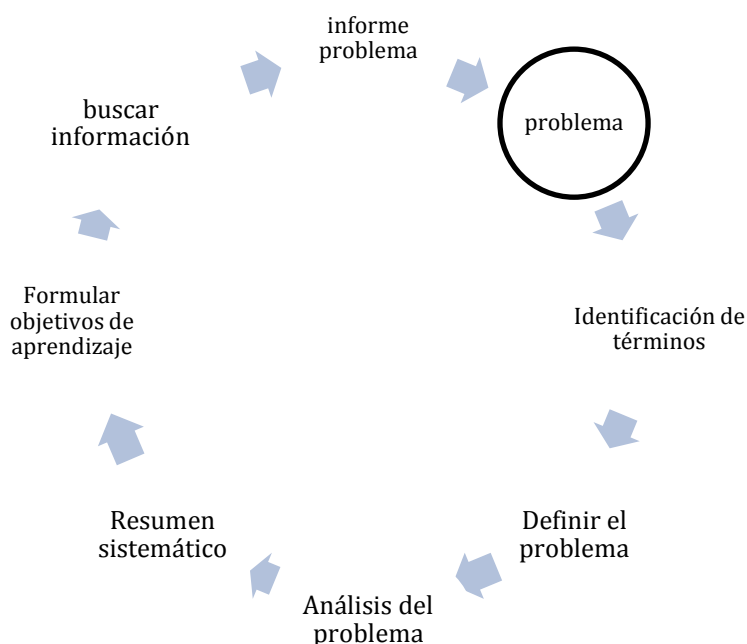 informe
problema
problema
Identificación de
términos
Definir el
problema
Análisis del
problema
Resumen
sistemático
Formular
objetivos de
aprendizaje
buscar
información